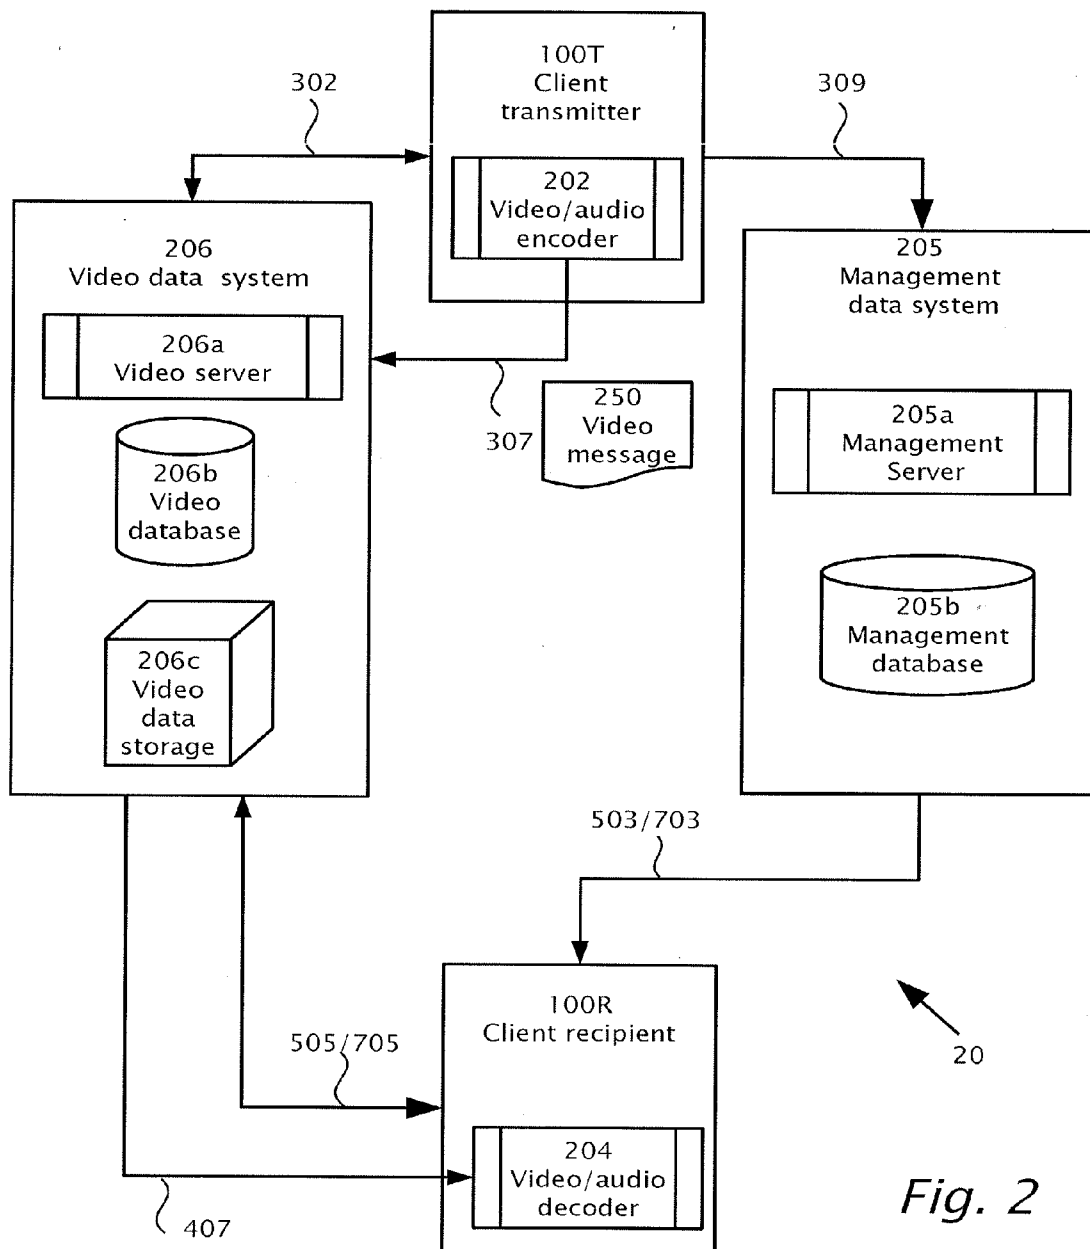 100T
Client
transmitter
302
309
202
Video/audio
encoder
206
Video data system
205
Management
data system
206a
Video server
307
250
Video
message
205a
Management
Server
206b
Video
database
205b
Management
database
206c
Video
data
storage
503/703
100R
Client recipient
505/705
20
204
Video/audio
decoder
407
Fig. 2